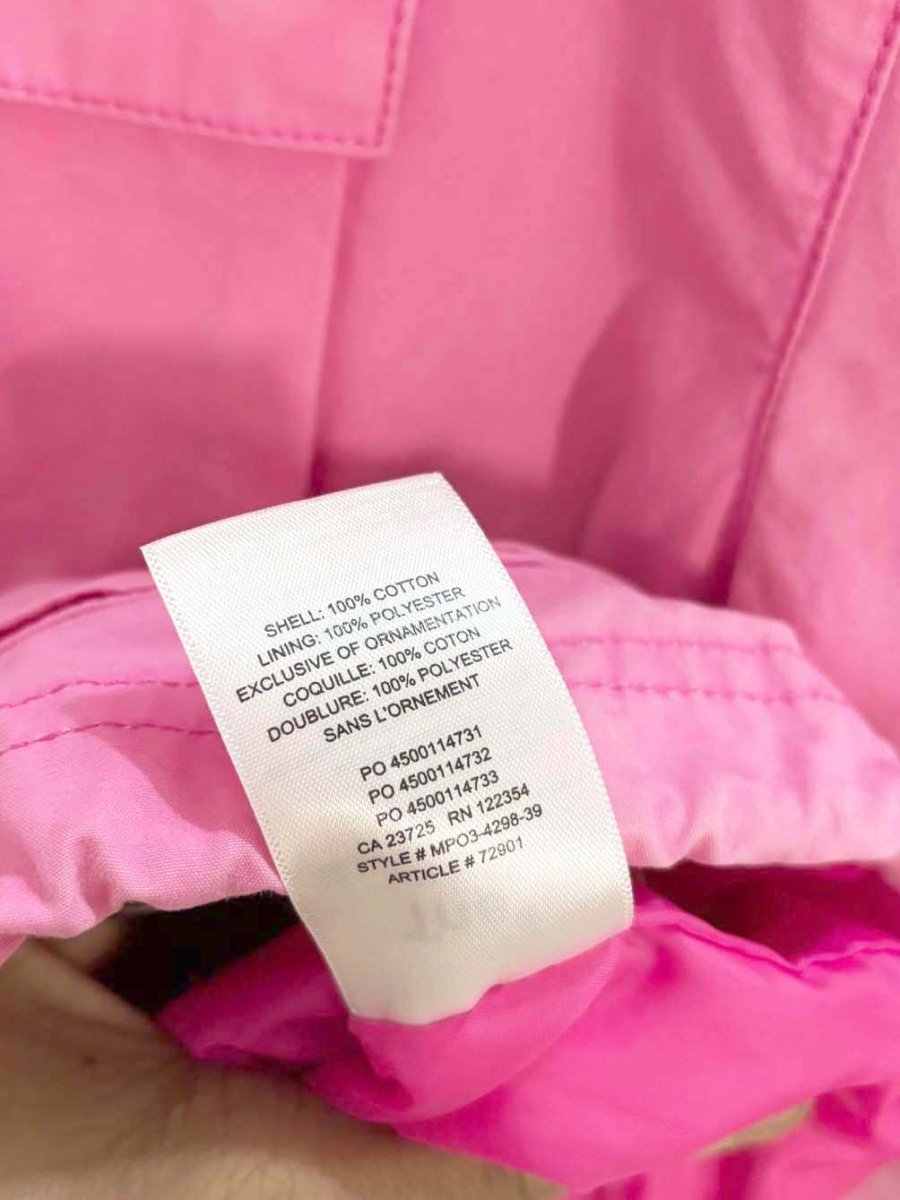 SHELL: 100% COTTON
LINING: 100% POLYESTER
EXCLUSIVE OF ORNAMENTATION
COQUILLE: 100% COTON
DOUBLURE: 100% POLYESTER
SANS L'ORNEMENT
PO 4500114731
PO 4500114732
PO 4500114733
CA 23725 RN 122354
STYLE # MPO3-4298-39
ARTICLE # 72901